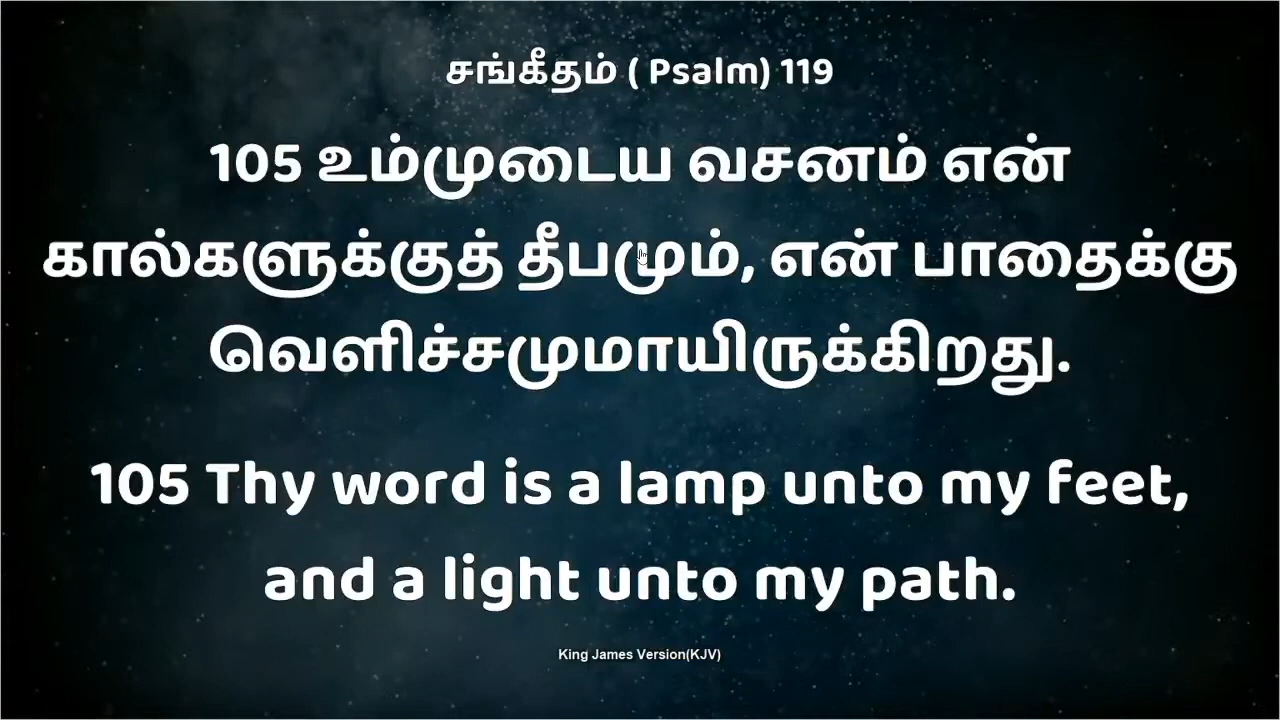 சங்கீதம் ( Psalm) 119
105 உம்முடைய வசனம் என்
கால்களுக்குத் தீபமும், என் பாதைக்கு
வெளிச்சமுமாயிருக்கிறது.
105 Thy word is a lamp unto my feet,
and a light unto my path.
King James Version(KJV)